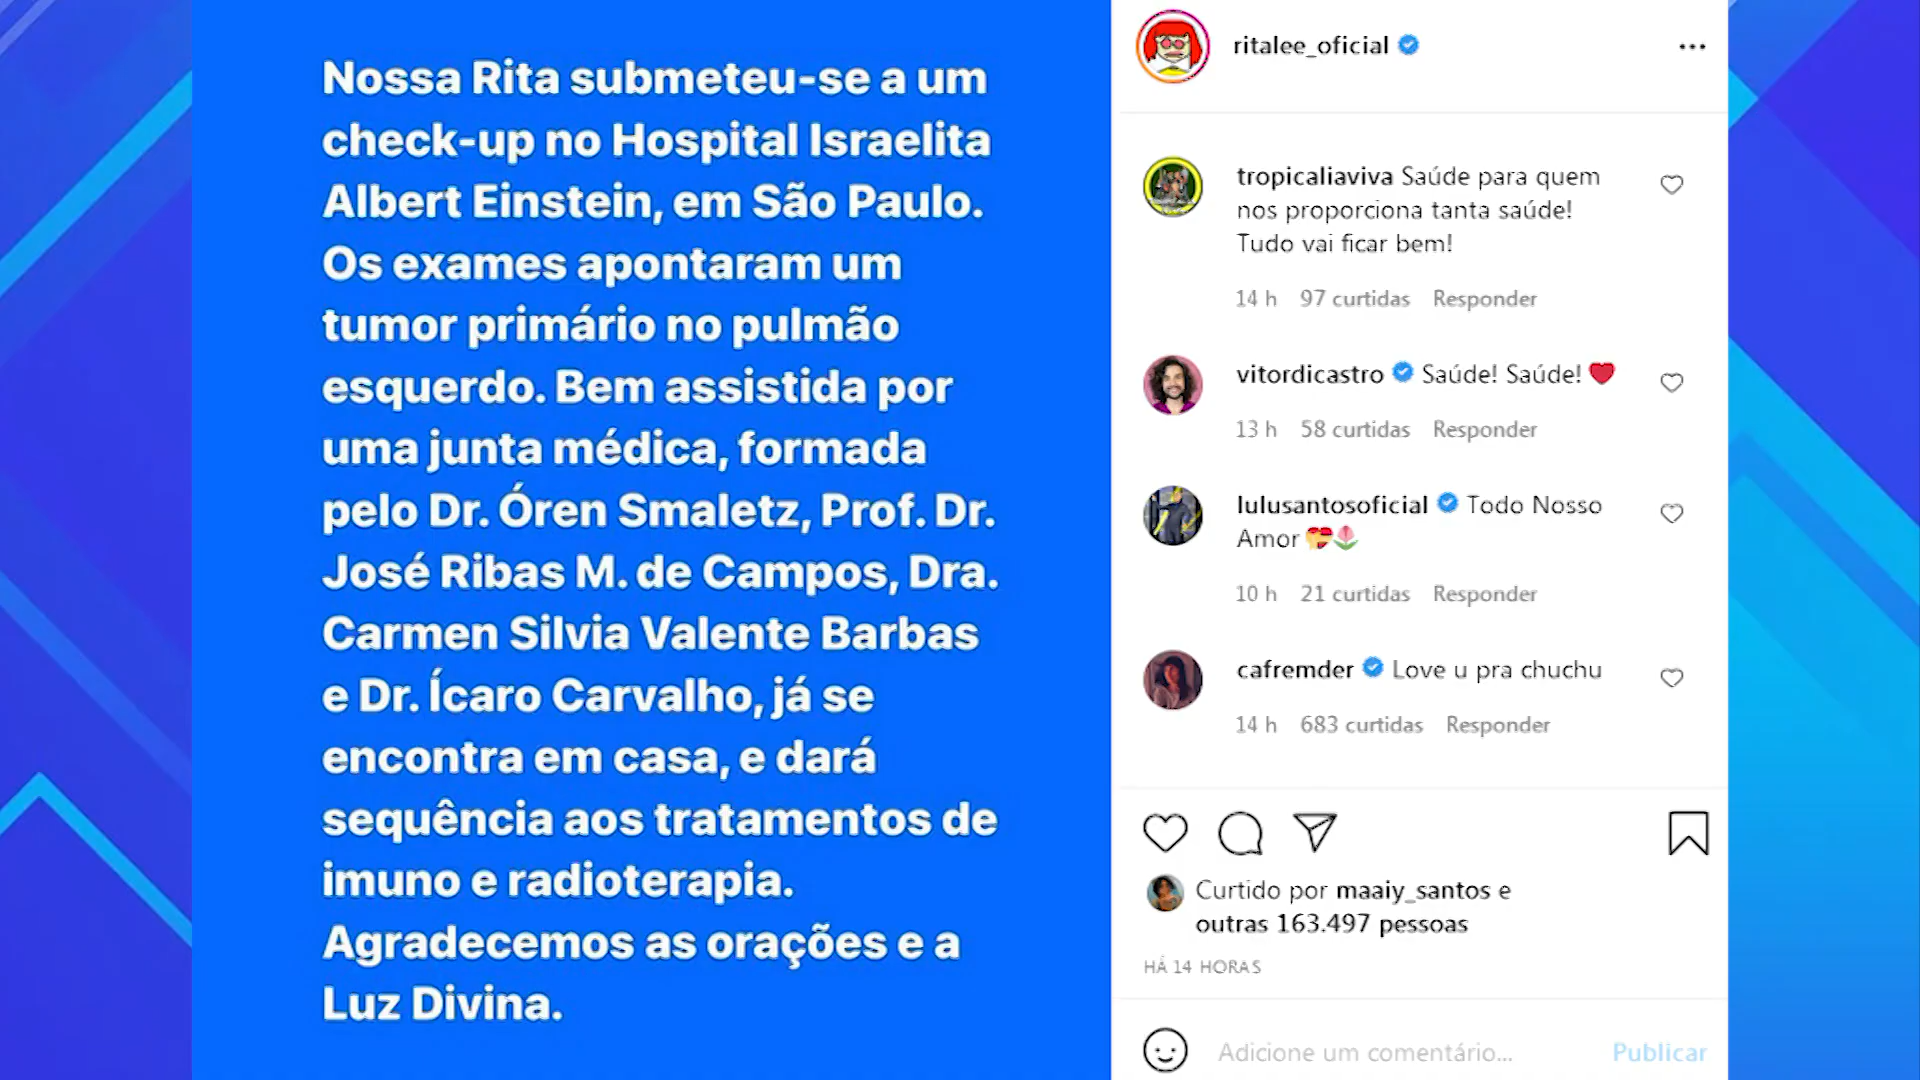 Nossa Rita submeteu-se a um
check-up no Hospital Israelita
Albert Einstein, em São Paulo.
Os exames apontaram um
tumor primário no pulmão
esquerdo. Bem assistida por
uma junta médica, formada
pelo Dr. Óren Smaletz, Prof. Dr.
José Ribas M. de Campos, Dra.
Carmen Silvia Valente Barbas
e Dr. Ícaro Carvalho, já se
encontra em casa, e dará
sequência aos tratamentos de
imuno e radioterapia.
Agradecemos as orações e a
Luz Divina.
ritalee_oficial
tropicaliaviva Saúde para quem
nos proporciona tanta saúde!
Tudo vai ficar bem!
14 h 97 curtidas Responder
vitordicastro Saúde! Saúde! ❤️
13 h 58 curtidas Responder
lulusantosoficial Todo Nosso
Amor 💝🌷
10 h 21 curtidas Responder
cafremder Love u pra chuchu
14 h 683 curtidas Responder
Curtido por maaiy_santos e
outras 163.497 pessoas
HÁ 14 HORAS
Adicione um comentário... Publicar